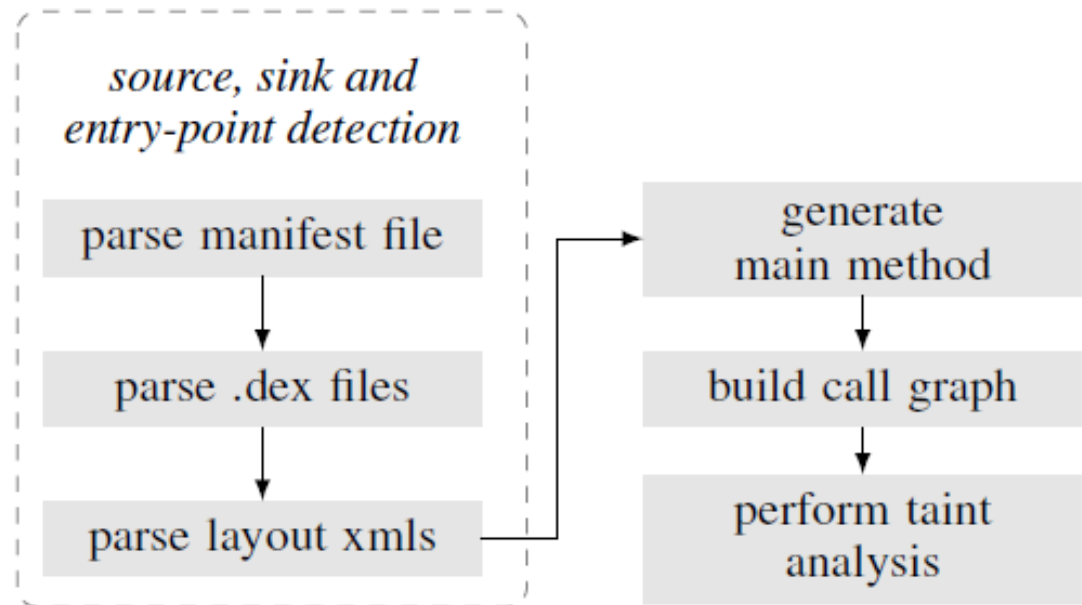 source, sink and
entry-point detection
parse manifest file
parse .dex files
parse layout xmls
generate
main method
build call graph
perform taint
analysis